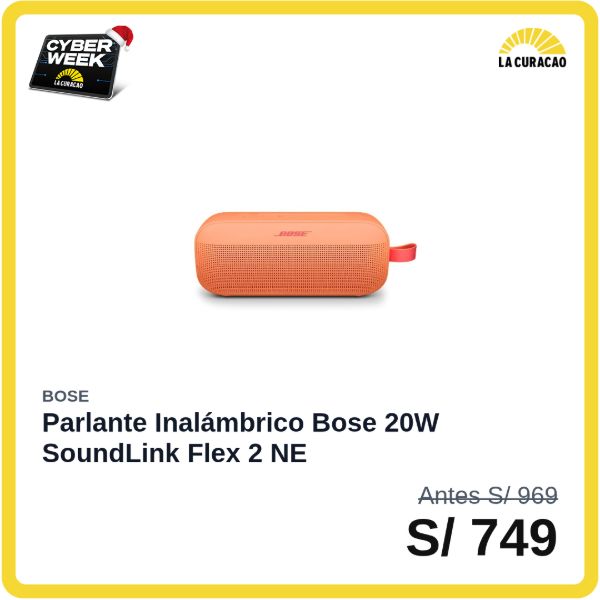 CYBER
WEEK
LA CURACAO
LA CURACAO
BOSE
BOSE
Parlante Inalámbrico Bose 20W
SoundLink Flex 2 NE
Antes S/ 969
S/ 749